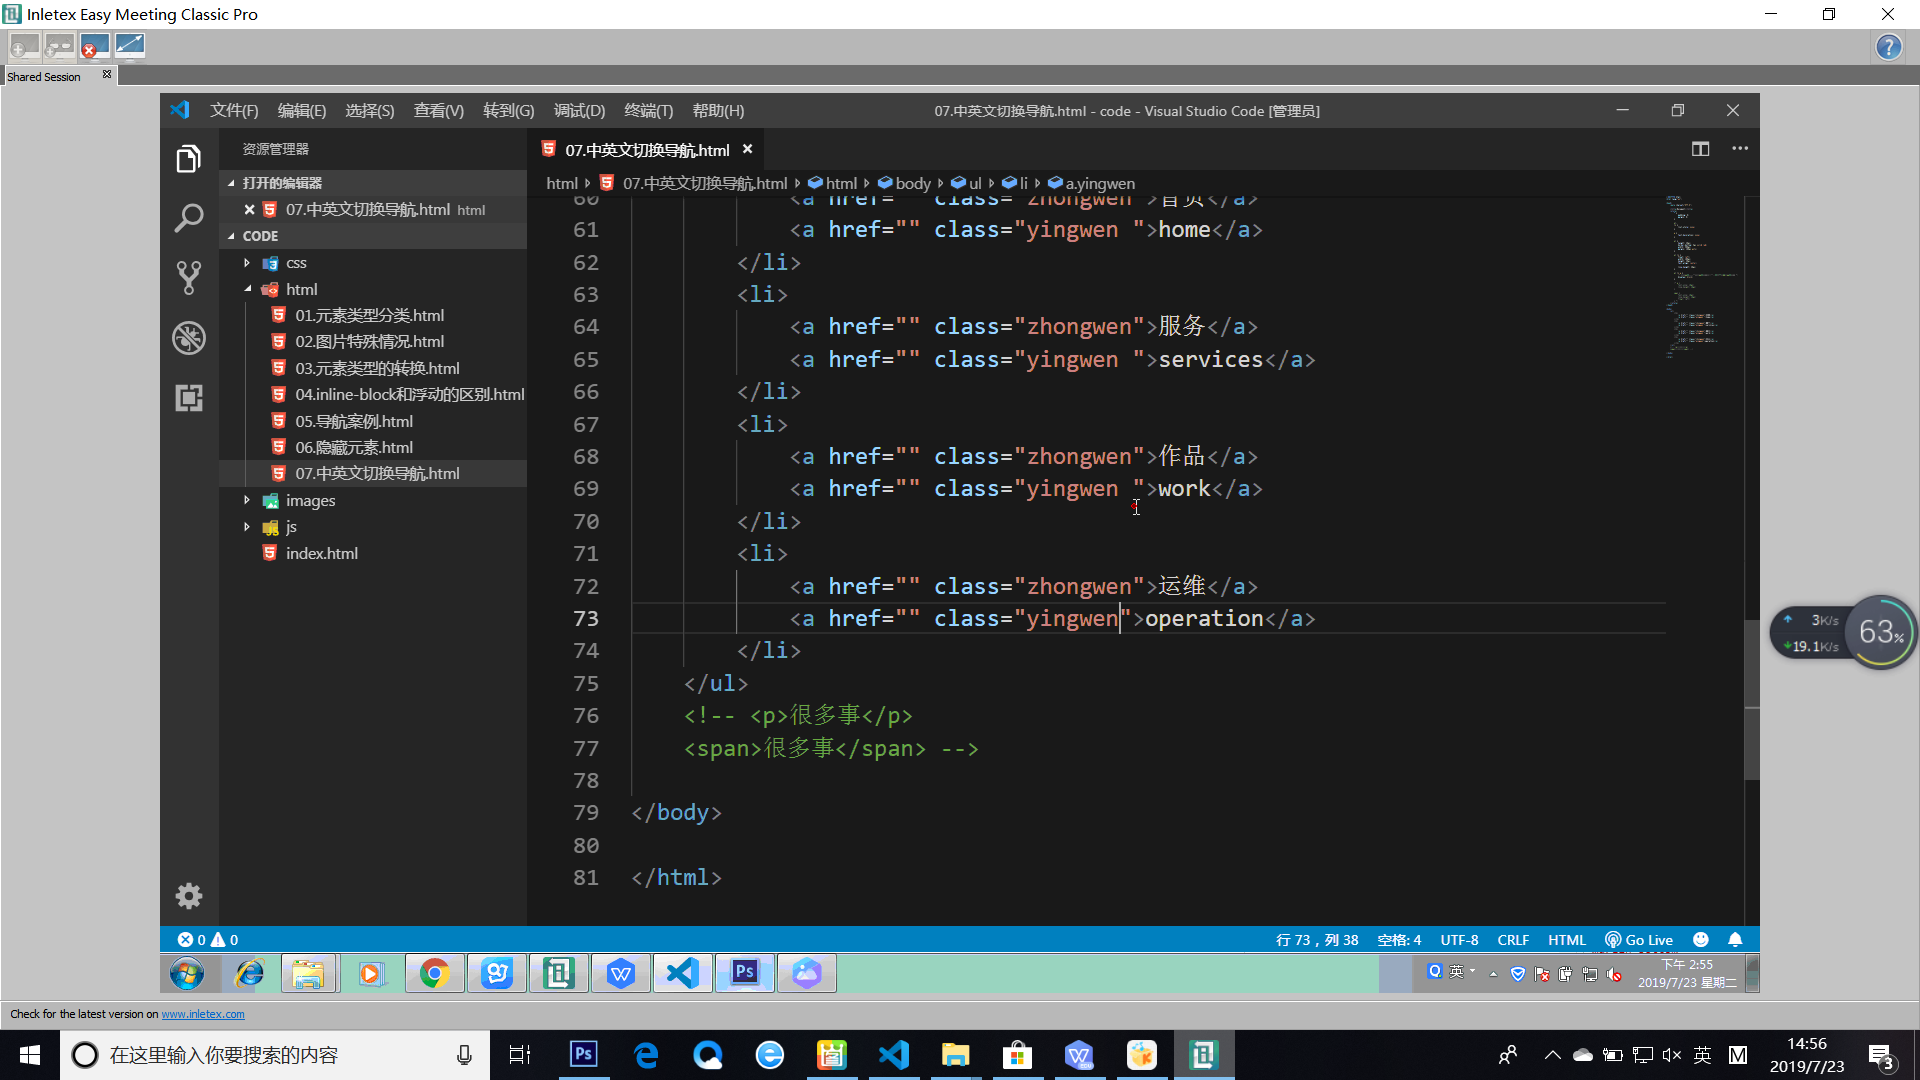 Inletex Easy Meeting Classic Pro
Shared Session
文件(F) 编辑(E) 选择(S) 查看(V) 转到(G) 调试(D) 终端(T) 帮助(H)
07.中英文切换导航.html - code - Visual Studio Code [管理员]
资源管理器
07.中英文切换导航.html
打开的编辑器
html 07.中英文切换导航.html html body ul li a.yingwen
07.中英文切换导航.html html
CODE
css
html
01.元素类型分类.html
02.图片特殊情况.html
03.元素类型的转换.html
04.inline-block和浮动的区别.html
05.导航案例.html
06.隐藏元素.html
07.中英文切换导航.html
images
js
index.html
60 <a href="" class="zhongwen">首页</a>
61 <a href="" class="yingwen ">home</a>
62 </li>
63 <li>
64 <a href="" class="zhongwen">服务</a>
65 <a href="" class="yingwen ">services</a>
66 </li>
67 <li>
68 <a href="" class="zhongwen">作品</a>
69 <a href="" class="yingwen ">work</a>
70 </li>
71 <li>
72 <a href="" class="zhongwen">运维</a>
73 <a href="" class="yingwen">operation</a>
74 </li>
75 </ul>
76 <!-- <p>很多事</p>
77 <span>很多事</span> -->
78
79 </body>
80
81 </html>
3K/s
19.1K/s
63%
0 0
行 73，列 38 空格: 4 UTF-8 CRLF HTML Go Live
英
下午 2:55
2019/7/23 星期二
Check for the latest version on www.inletex.com
在这里输入你要搜索的内容
英 M
14:56
2019/7/23
3